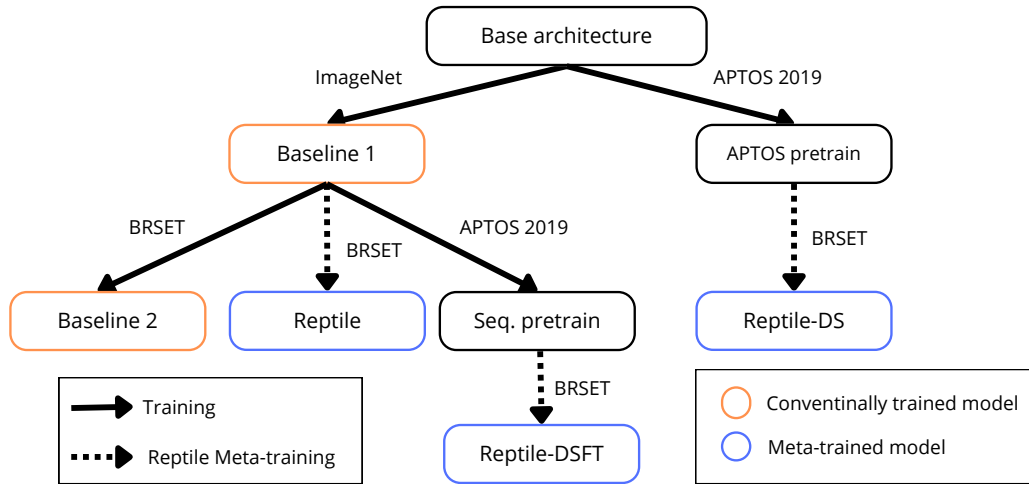 Base architecture
ImageNet
APTOS 2019
Baseline 1
APTOS pretrain
BRSET
BRSET
APTOS 2019
BRSET
Baseline 2
Reptile
Seq. pretrain
Reptile-DS
BRSET
Reptile-DSFT
Training
Reptile Meta-training
Conventinally trained model
Meta-trained model